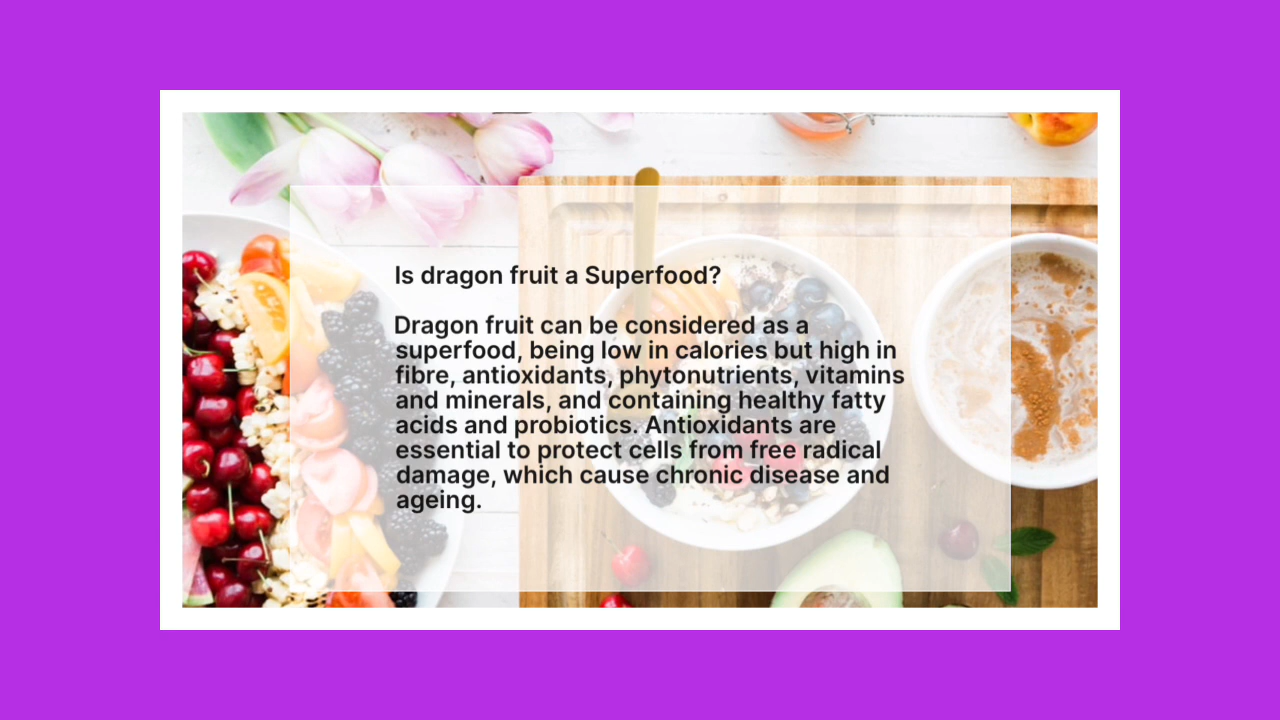 Is dragon fruit a Superfood?
Dragon fruit can be considered as a
superfood, being low in calories but high in
fibre, antioxidants, phytonutrients, vitamins
and minerals, and containing healthy fatty
acids and probiotics. Antioxidants are
essential to protect cells from free radical
damage, which cause chronic disease and
ageing.